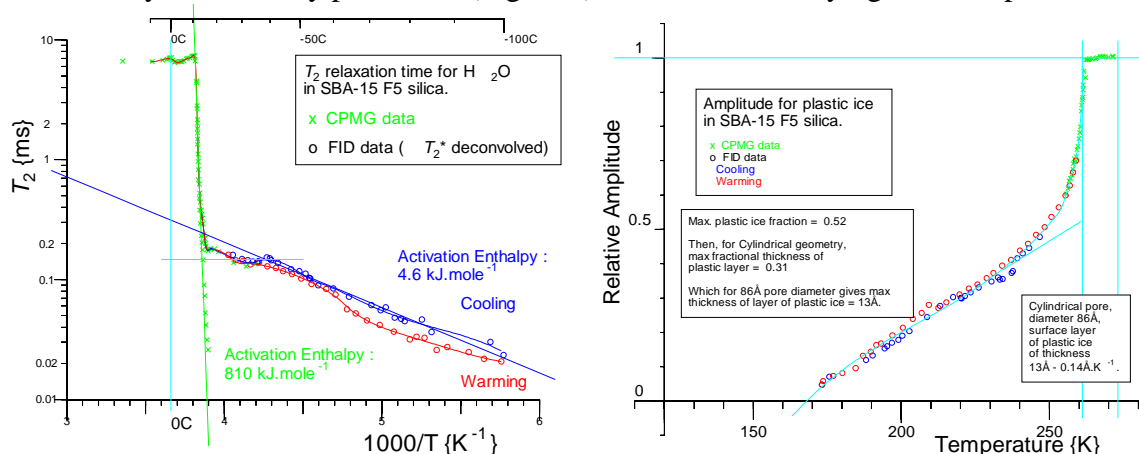 0C
-50C
-100C
10
5
2
1
0.5
0.2
0.1
0.05
0.02
0.01
T2 {ms}
T2 relaxation time for H 2O
in SBA-15 F5 silica.
x CPMG data
o FID data ( T2* deconvolved)
Activation Enthalpy :
4.6 kJ.mole-1
Cooling
Activation Enthalpy :
810 kJ.mole-1
Warming
3
0C
4
5
6
1000/T {K-1}
Relative Amplitude
1
0.5
0
Amplitude for plastic ice
in SBA-15 F5 silica.
x CPMG data
o FID data
Cooling
Warming
Max. plastic ice fraction = 0.52
Then, for Cylindrical geometry,
max fractional thickness of
plastic layer = 0.31
Which for 86Å pore diameter gives max
thickness of layer of plastic ice = 13Å.
Cylindrical pore,
diameter 86Å,
surface layer
of plastic ice
of thickness
13Å - 0.14Å.K-1.
150
200
250
Temperature {K}